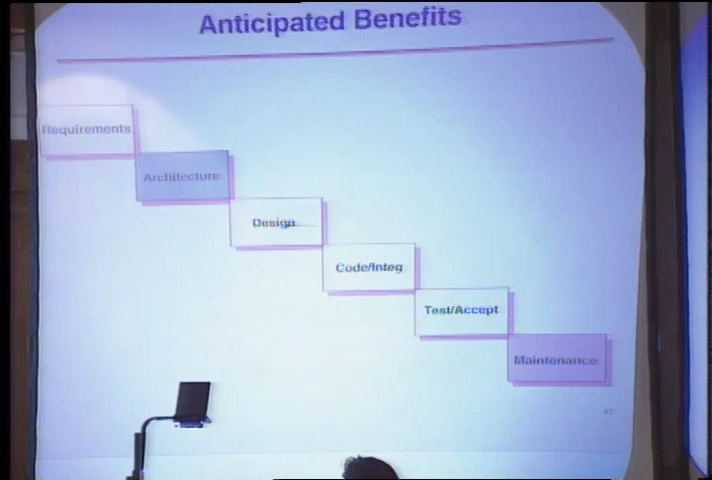 Anticipated Benefits
Requirements
Architecture
Design
Code/Integ
Test/Accept
Maintenance